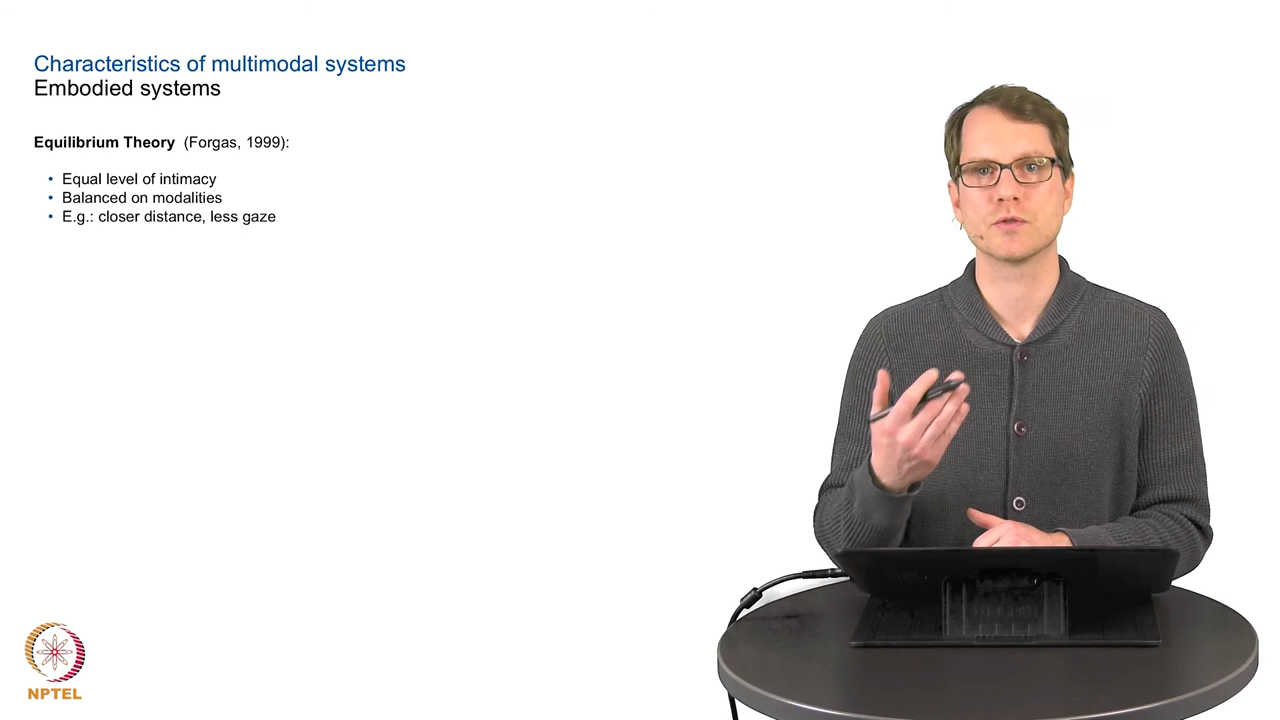 Characteristics of multimodal systems
Embodied systems
Equilibrium Theory (Forgas, 1999):
• Equal level of intimacy
• Balanced on modalities
• E.g.: closer distance, less gaze
NPTEL